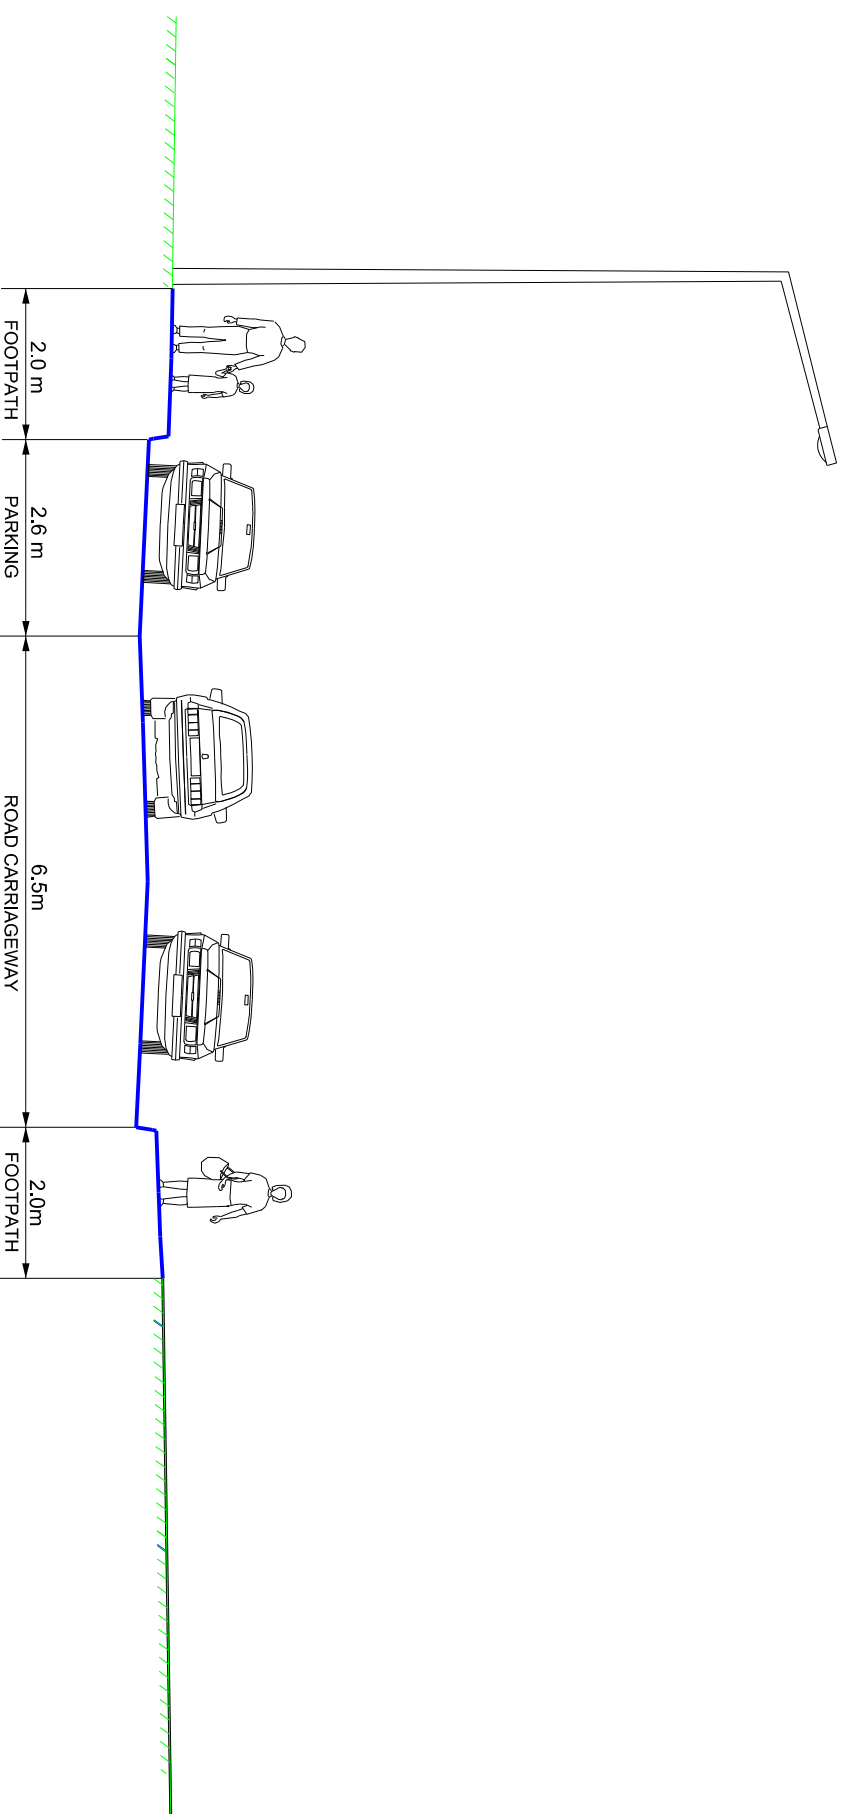 2.0 m
FOOTPATH
2.6 m
PARKING
6.5m
ROAD CARRIAGEWAY
2.0m
FOOTPATH